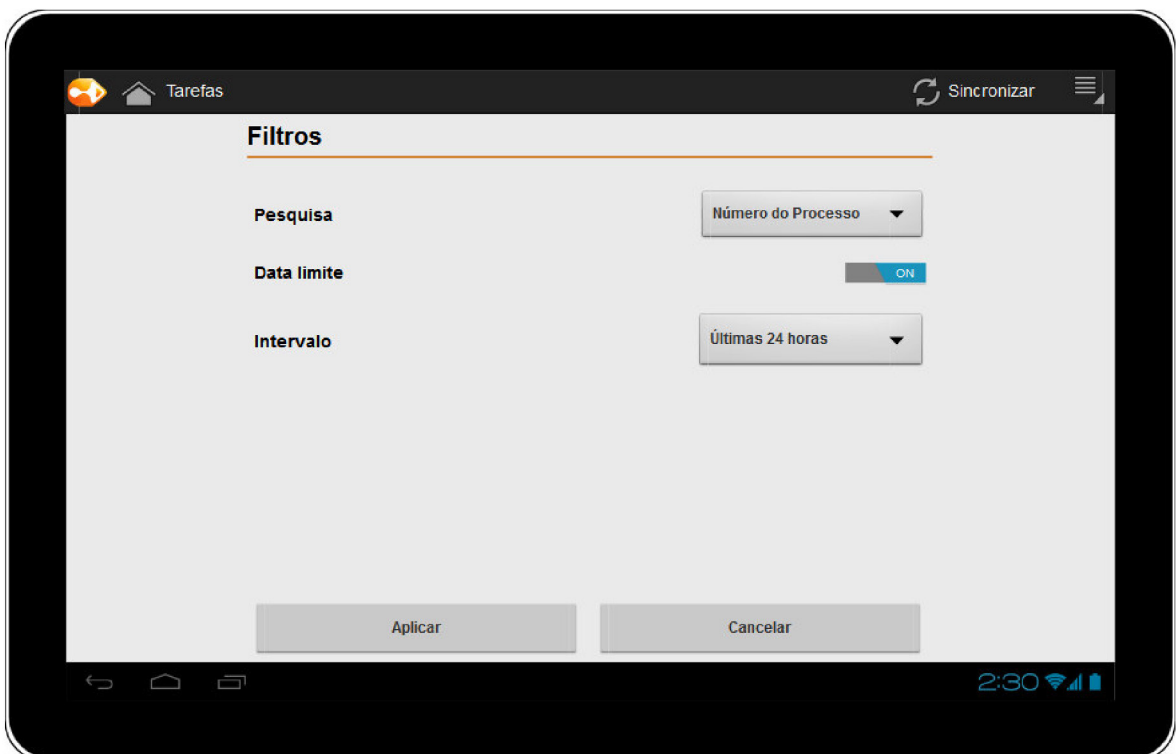 Tarefas Sincronizar
Filtros
Pesquisa Número do Processo
Data limite ON
Intervalo Últimas 24 horas
Aplicar Cancelar
2:30